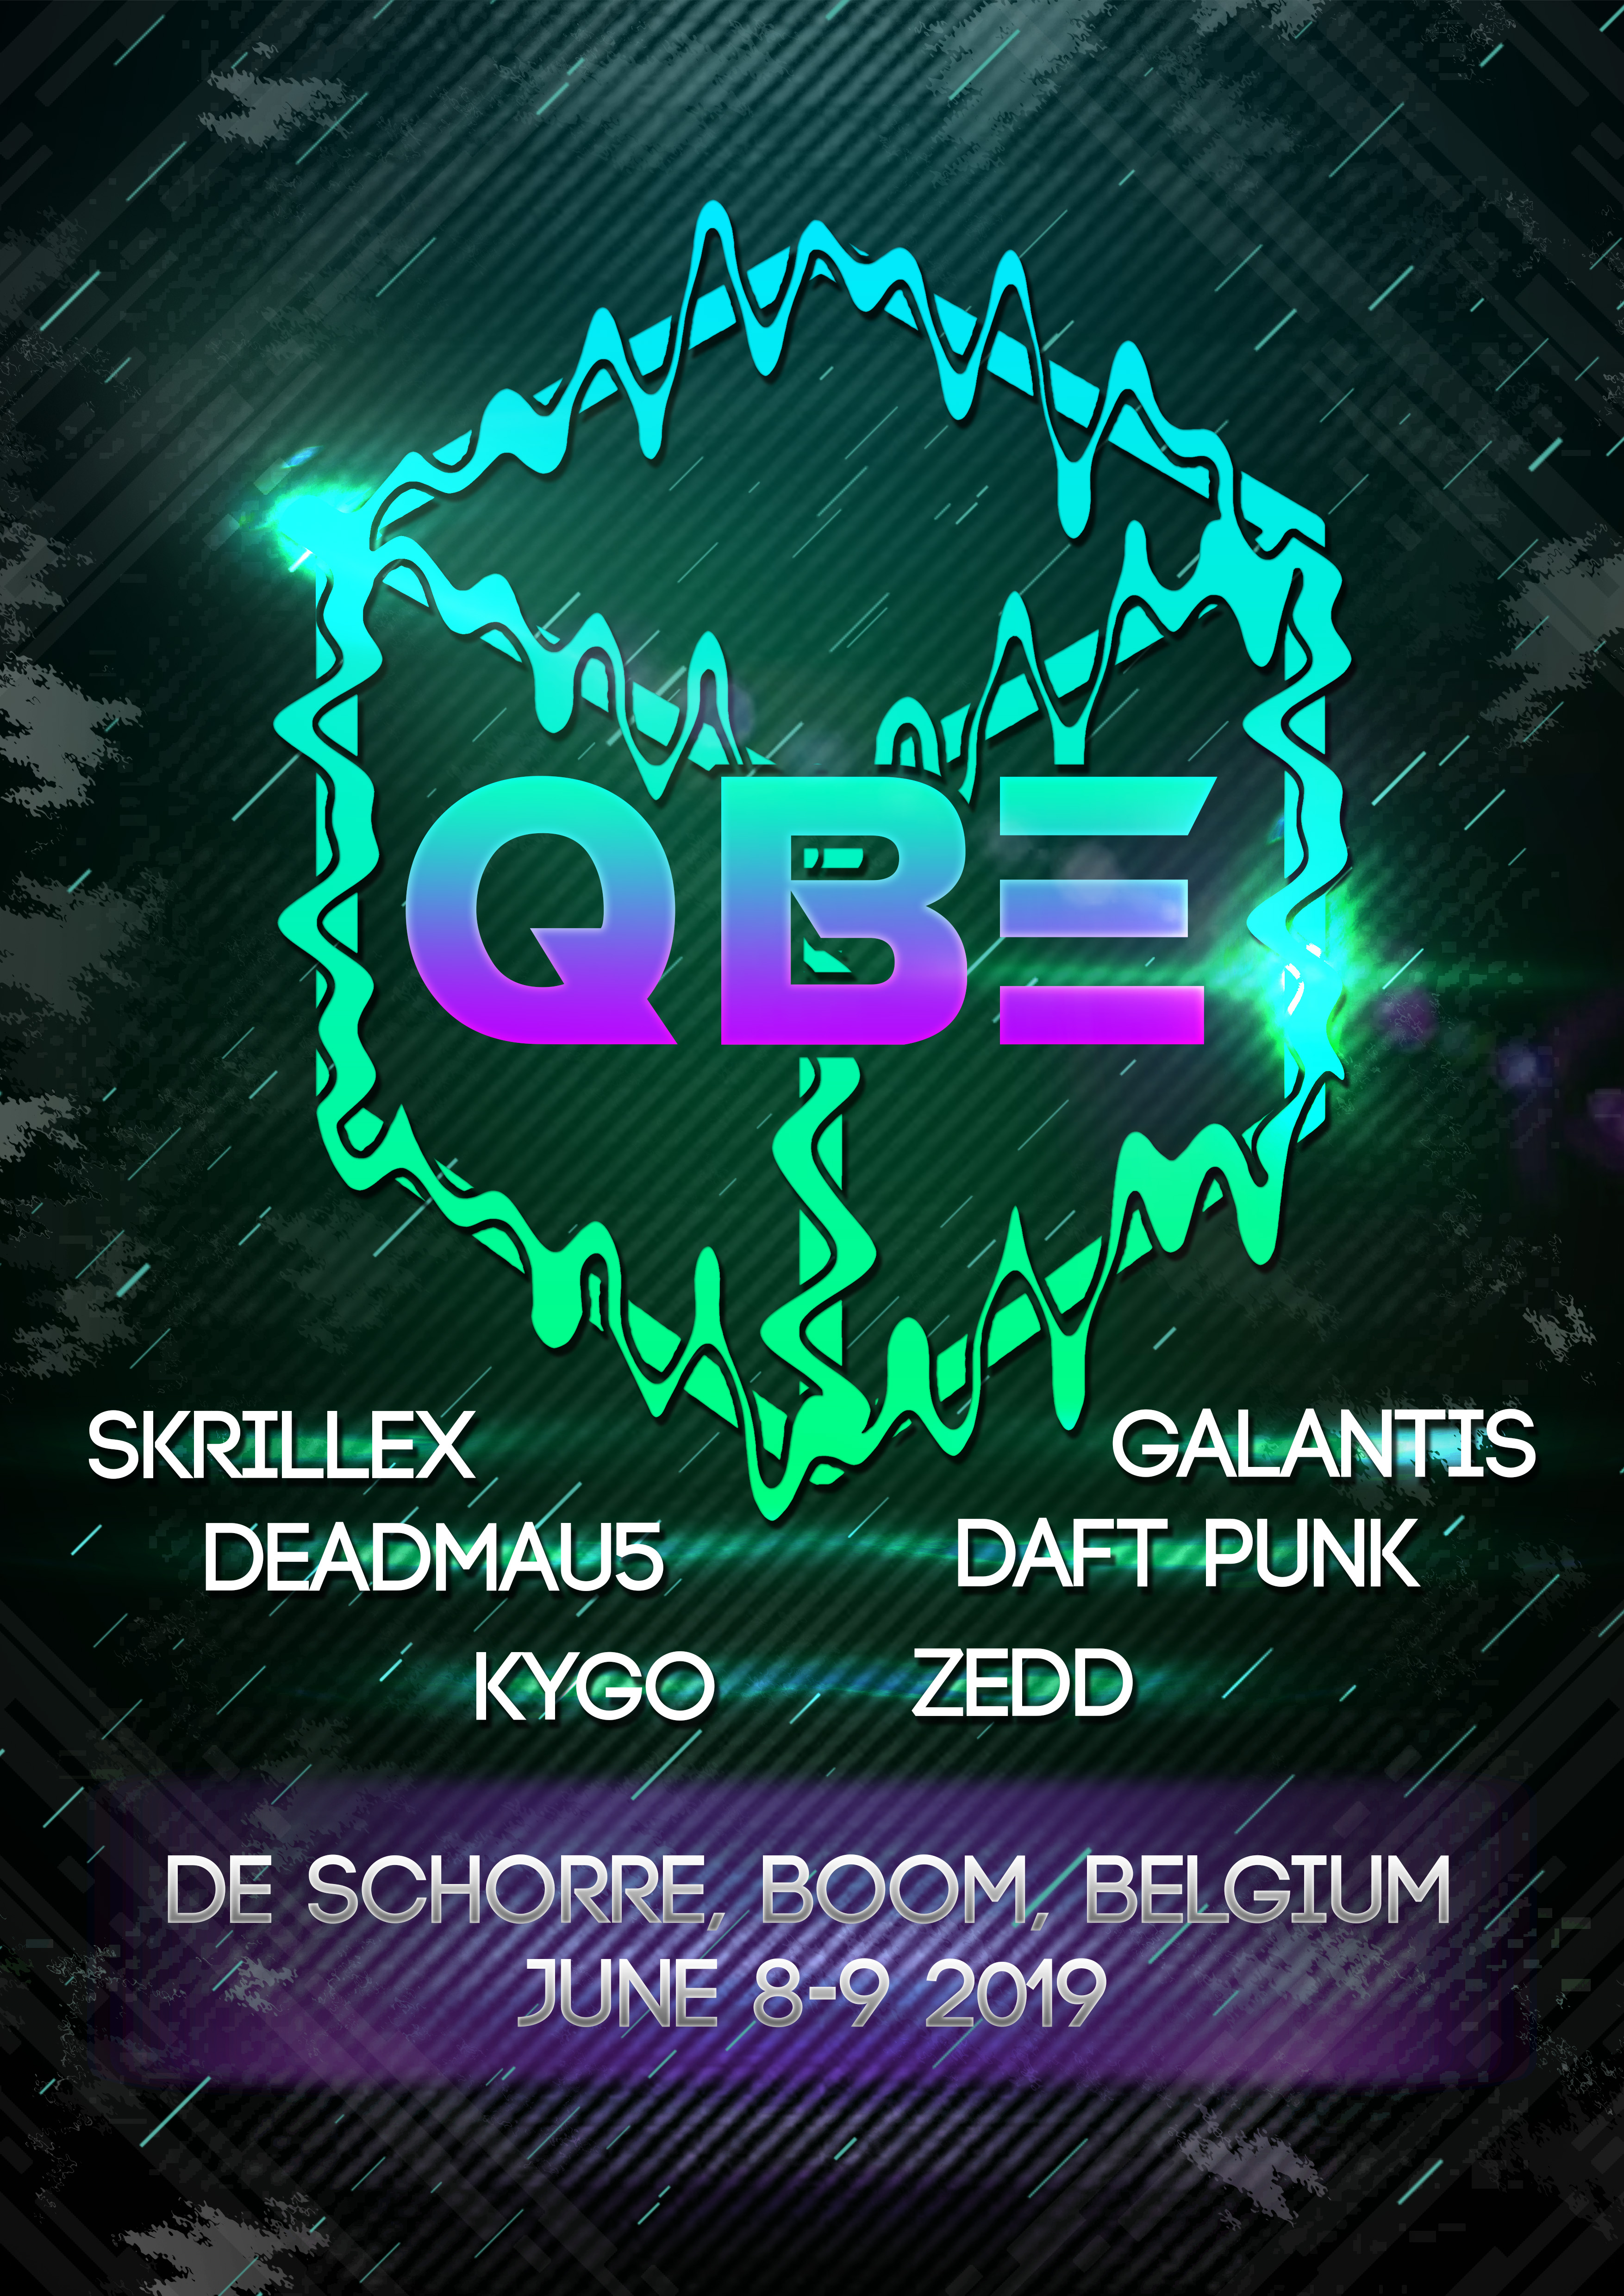 QBE
SKRILLEX GALANTIS
DEADMAU5 DAFT PUNK
KYGO ZEDD
DE SCHORRE, BOOM, BELGIUM
JUNE 8-9 2019